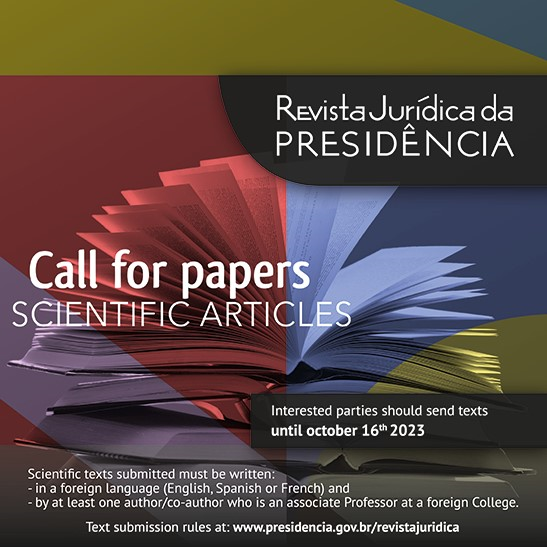 Revista Jurídica da
PRESIDÊNCIA
Call for papers
SCIENTIFIC ARTICLES
Interested parties should send texts
until october 16th 2023
Scientific texts submitted must be written:
- in a foreign language (English, Spanish or French) and
- by at least one author/co-author who is an associate Professor at a foreign College.
Text submission rules at: www.presidencia.gov.br/revistajuridica